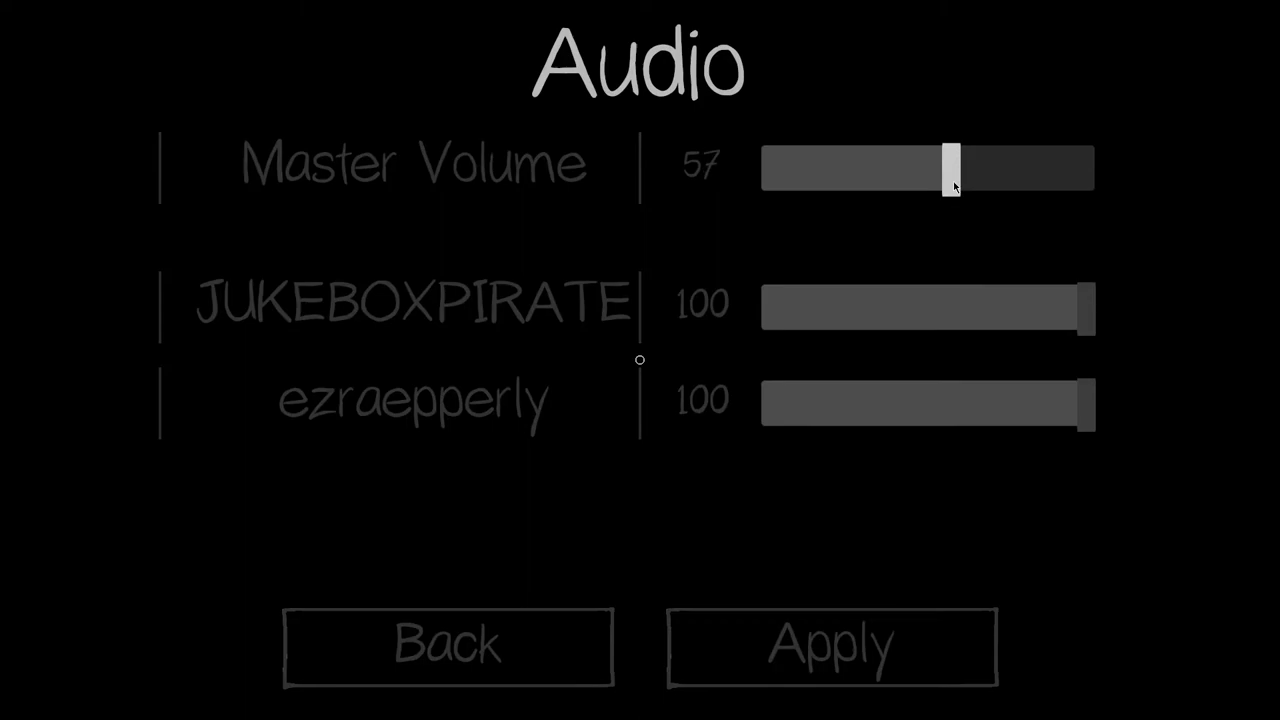 Audio
Master Volume 57
JUKEBOXPIRATE 100
ezraepperly 100
Back Apply